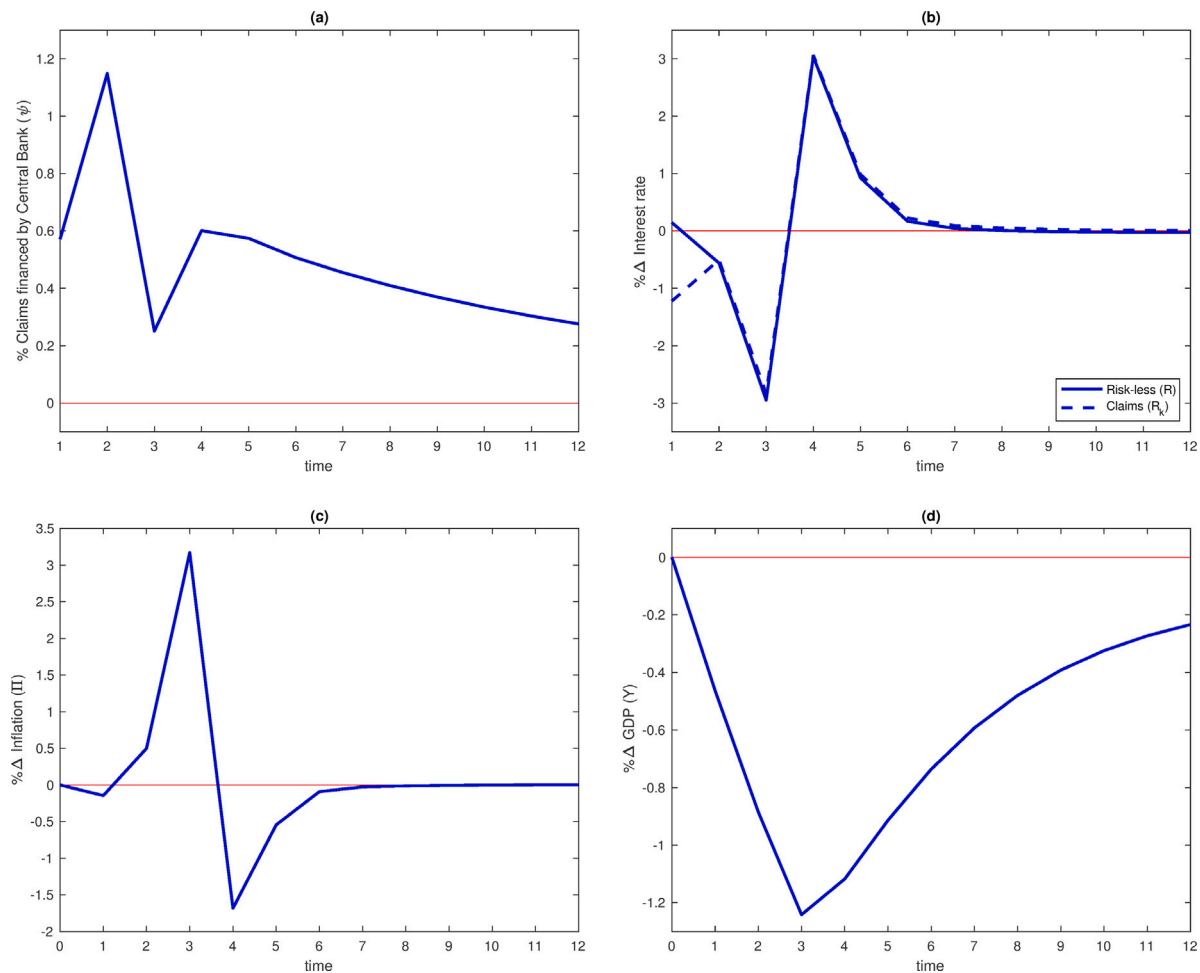 (a)
1.2
1
0.8
0.6
0.4
0.2
0
% Claims financed by Central Bank (ψ)
1 2 3 4 5 6 7 8 9 10 11 12
time
(b)
3
2
1
0
-1
-2
-3
%Δ Interest rate
Risk-less (R)
Claims (R_k)
1 2 3 4 5 6 7 8 9 10 11 12
time
(c)
3.5
3
2.5
2
1.5
1
0.5
0
-0.5
-1
-1.5
-2
%Δ Inflation (Π)
0 1 2 3 4 5 6 7 8 9 10 11 12
time
(d)
0
-0.2
-0.4
-0.6
-0.8
-1
-1.2
%Δ GDP (Y)
0 1 2 3 4 5 6 7 8 9 10 11 12
time